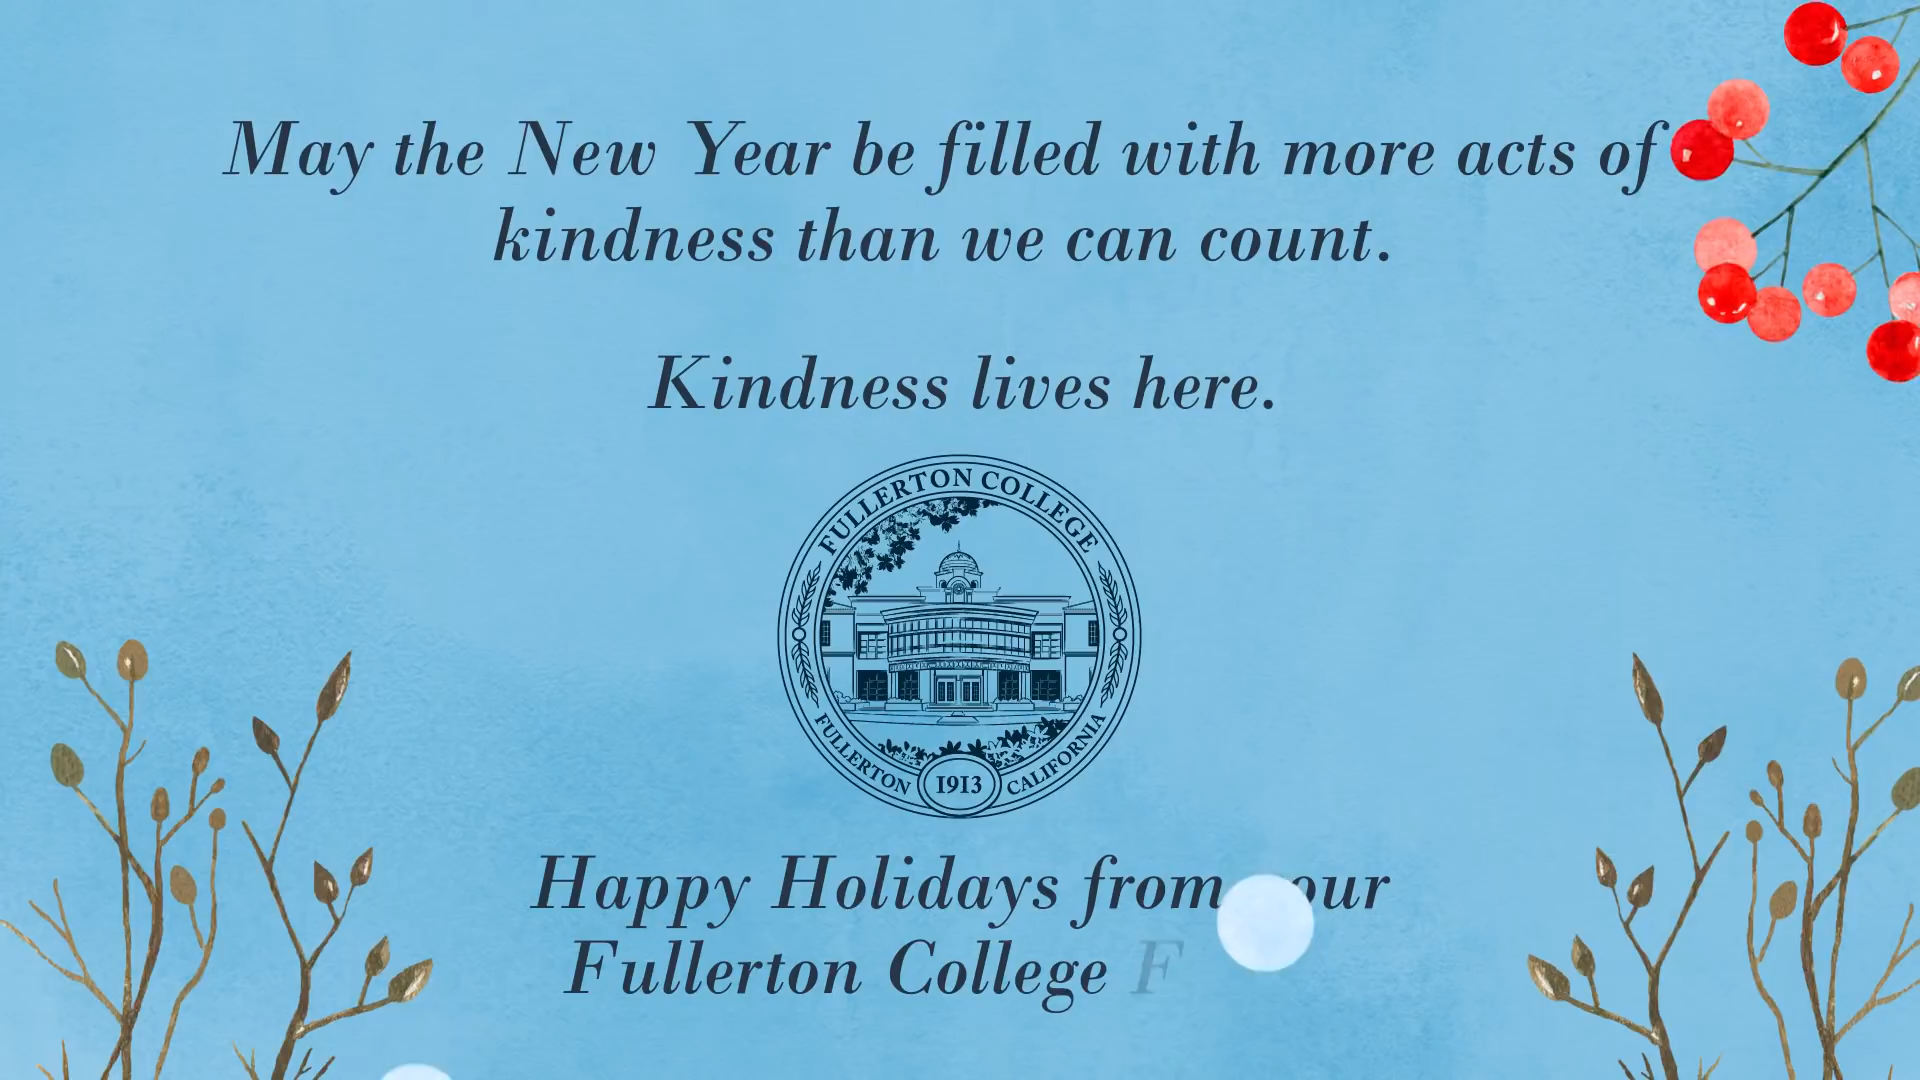 May the New Year be filled with more acts of
kindness than we can count.
Kindness lives here.
FULLERTON COLLEGE
FULLERTON 1913 CALIFORNIA
Happy Holidays from our
Fullerton College F